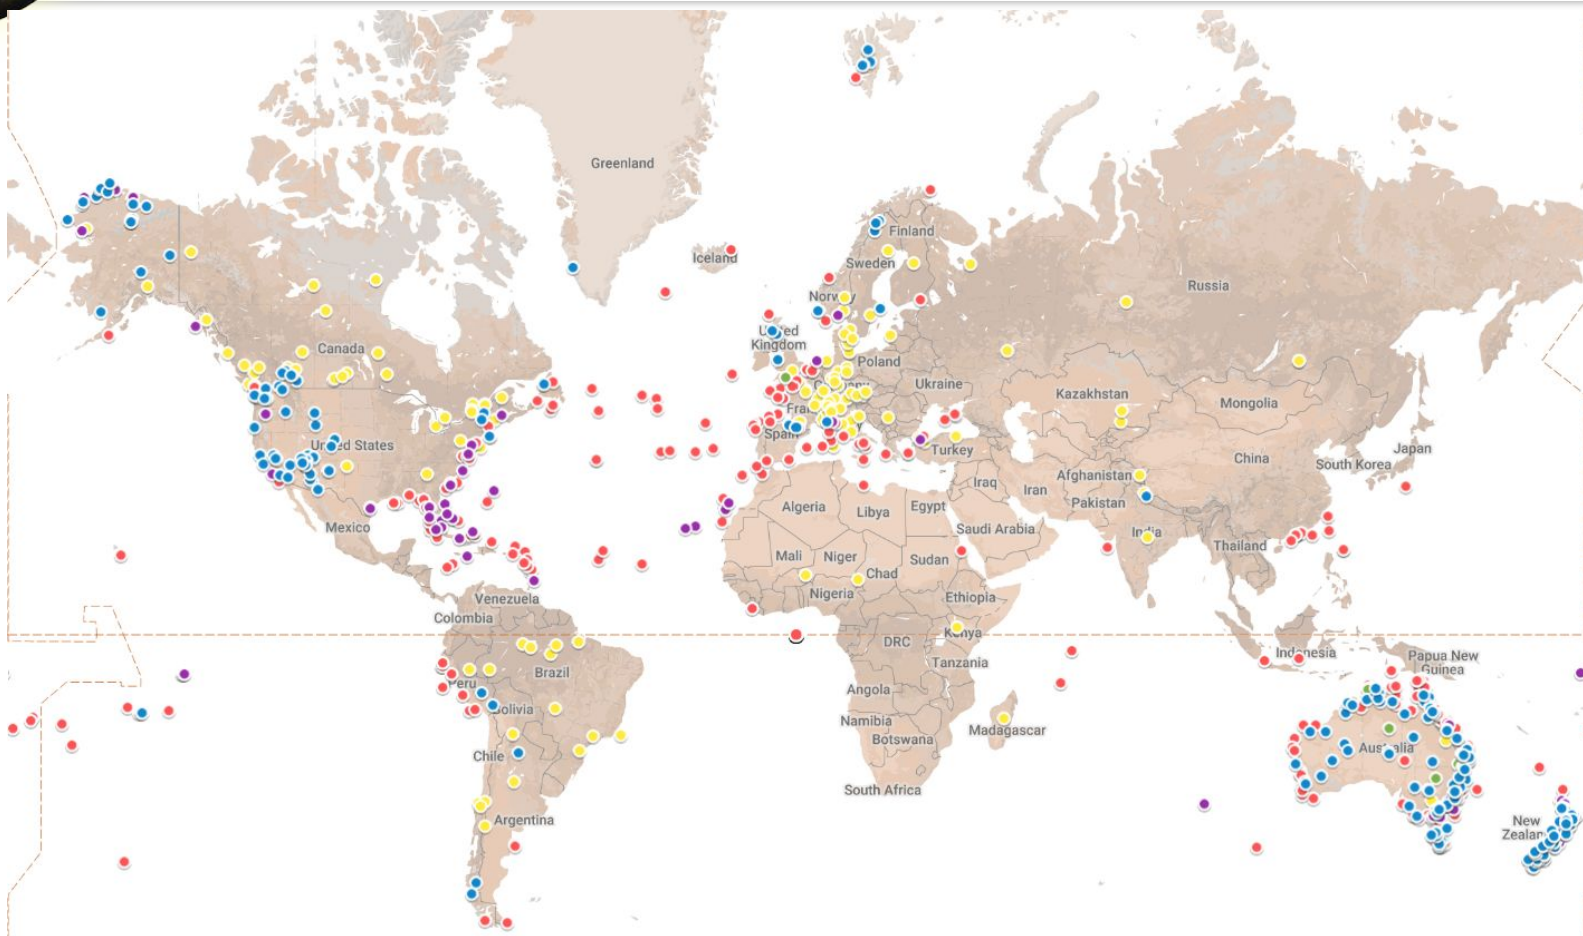 Greenland
Iceland
Finland
Sweden
Russia
Norway
United
Kingdom
Canada
Poland
Ukraine
Kazakhstan
Mongolia
United States
Spain
Turkey
Japan
South Korea
China
Afghanistan
Iraq
Iran
Pakistan
Algeria
Libya
Egypt
Saudi Arabia
Mexico
India
Thailand
Mali
Niger
Sudan
Chad
Nigeria
Ethiopia
Venezuela
Colombia
DRC
Kenya
Indonesia
Papua New
Guinea
Brazil
Tanzania
Peru
Angola
Bolivia
Namibia
Botswana
Madagascar
Chile
Australia
South Africa
Argentina
New
Zealan